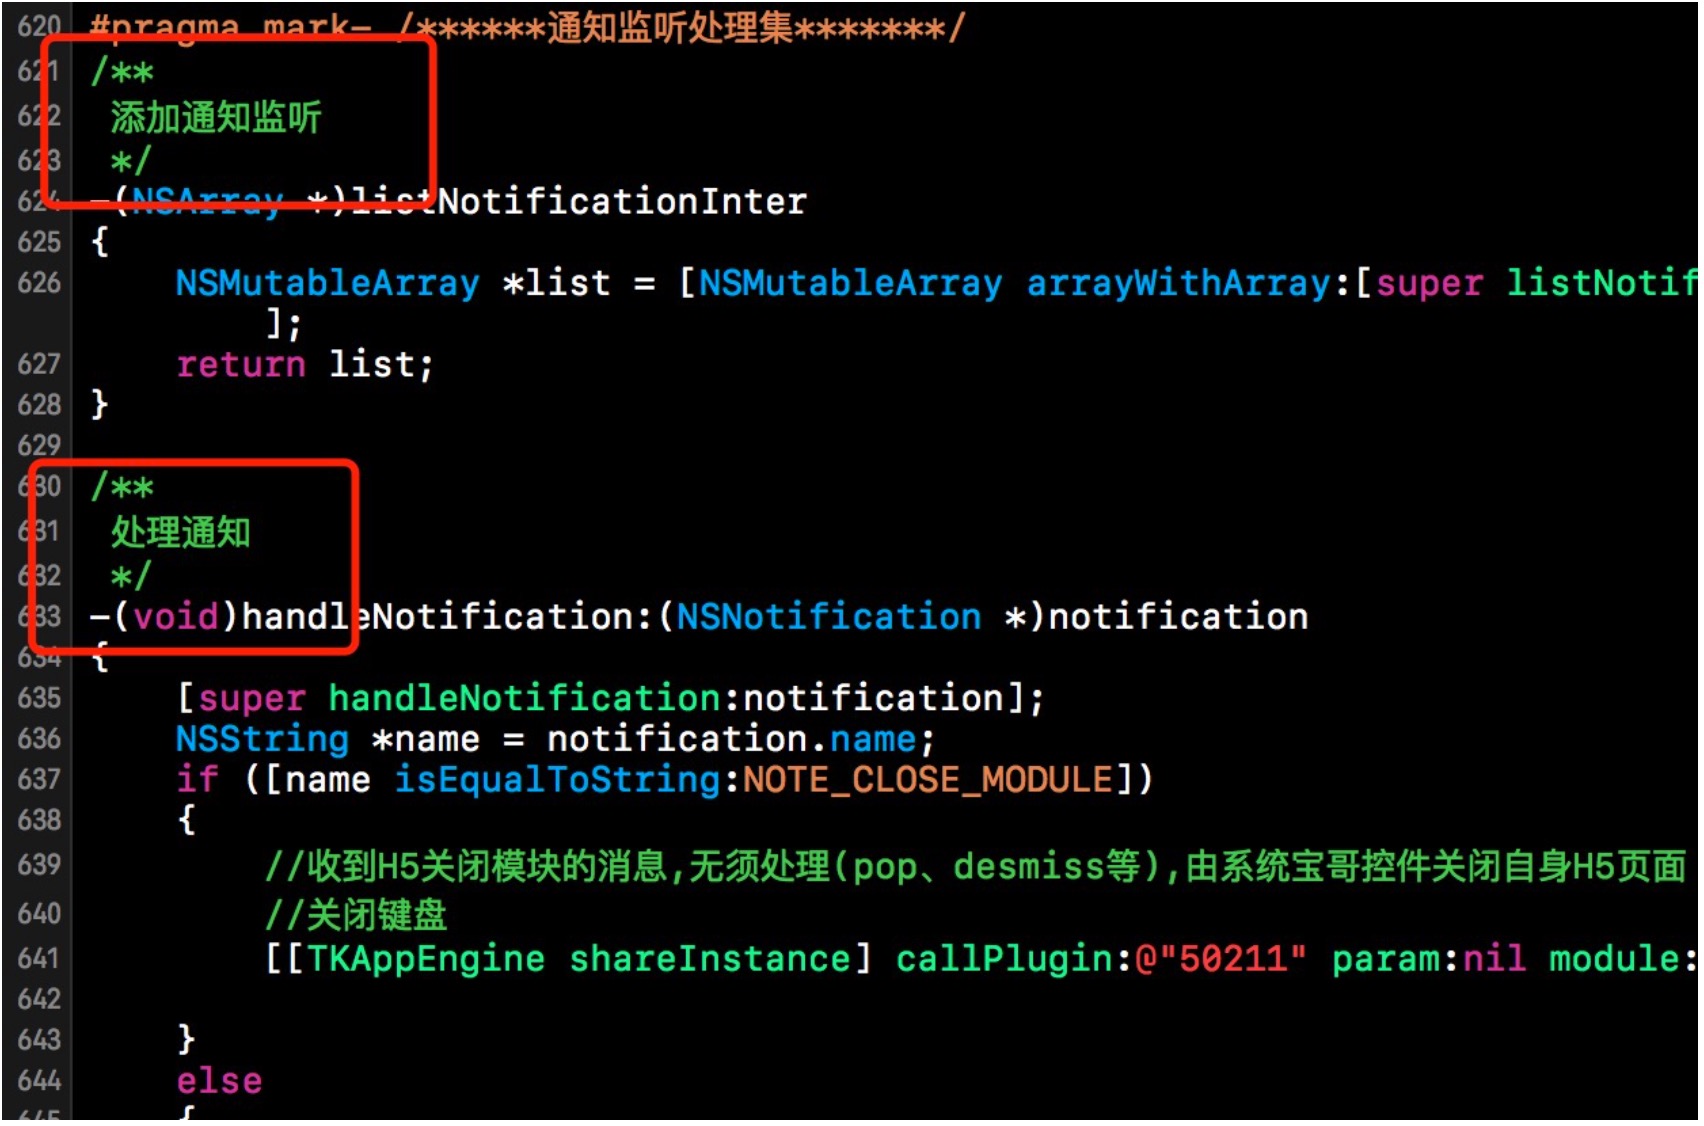 620 #pragma mark- /******通知监听处理集*******/
621 /**
622 添加通知监听
623 */
624 -(NSArray *)listNotificationInter
625 {
626 NSMutableArray *list = [NSMutableArray arrayWithArray:[super listNotif
];
627 return list;
628 }
629
630 /**
631 处理通知
632 */
633 -(void)handleNotification:(NSNotification *)notification
634 {
635 [super handleNotification:notification];
636 NSString *name = notification.name;
637 if ([name isEqualToString:NOTE_CLOSE_MODULE])
638 {
639 //收到H5关闭模块的消息,无须处理(pop、desmiss等),由系统宝哥控件关闭自身H5页面
640 //关闭键盘
641 [[TKAppEngine shareInstance] callPlugin:@"50211" param:nil module:
642
643 }
644 else
645 {